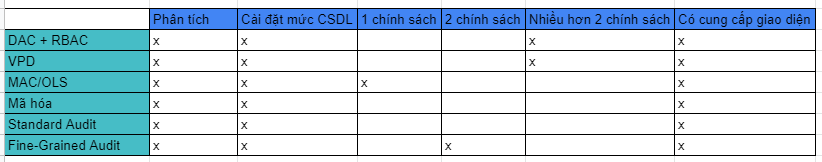 Phân tích Cài đặt mức CSDL 1 chính sách 2 chính sách Nhiều hơn 2 chính sách Có cung cấp giao diện
DAC + RBAC x x x x
VPD x x x x
MAC/OLS x x x x
Mã hóa x x x
Standard Audit x x x
Fine-Grained Audit x x x x